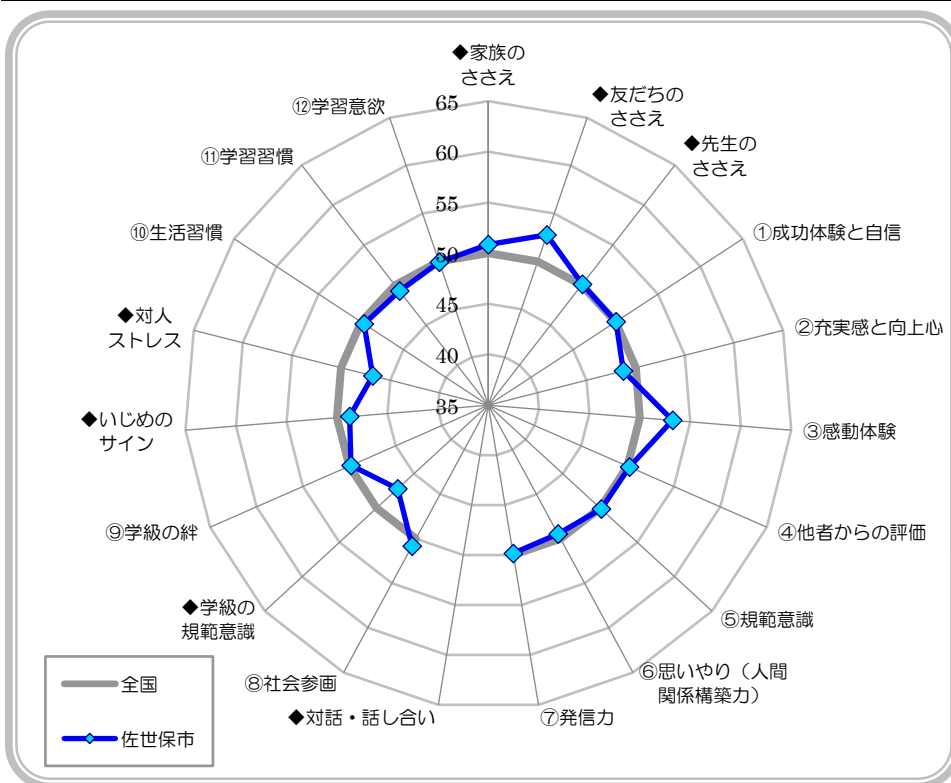 ◆家族の
ささえ
◆友だちの
ささえ
◆先生の
ささえ
①成功体験と自信
②充実感と向上心
③感動体験
④他者からの評価
⑤規範意識
⑥思いやり（人間
関係構築力）
⑦発信力
◆対話・話し合い
⑧社会参画
◆学級の
規範意識
⑨学級の絆
◆いじめの
サイン
◆対人
ストレス
⑩生活習慣
⑪学習習慣
⑫学習意欲
65
60
55
50
45
40
35
全国
佐世保市